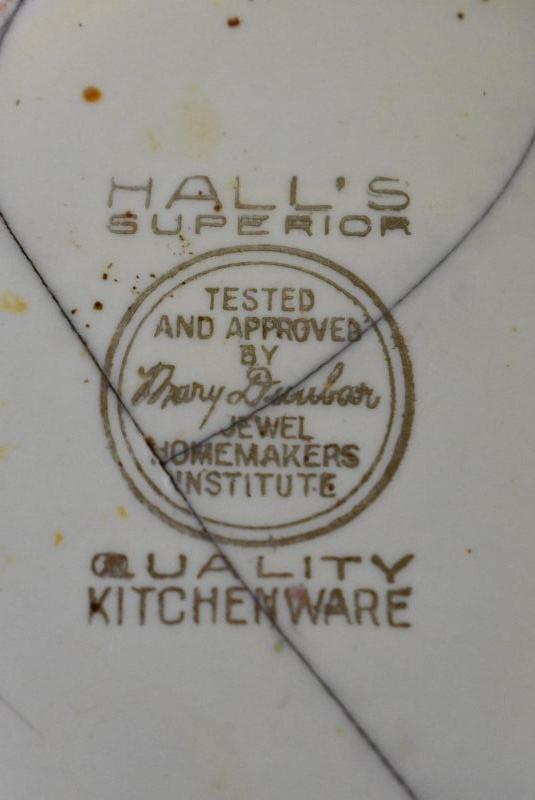 HALL'S
SUPERIOR
TESTED
AND APPROVED
BY
Mary Dunbar
JEWEL
HOMEMAKERS
INSTITUTE
QUALITY
KITCHENWARE